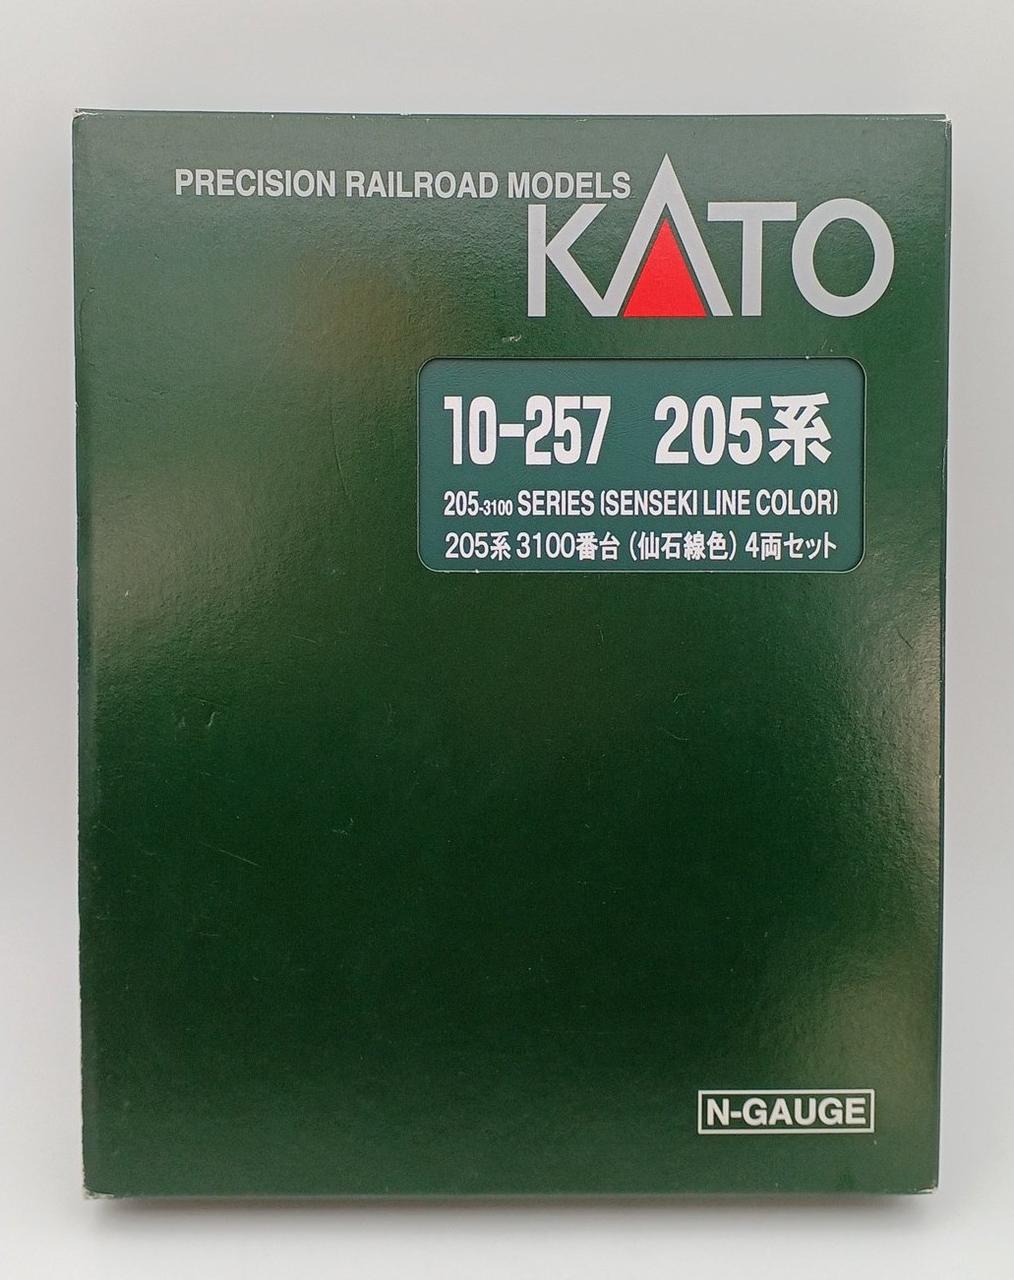 PRECISION RAILROAD MODELS
KATO
10-257 205系
205-3100 SERIES (SENSEKI LINE COLOR)
205系 3100番台 (仙石線色) 4両セット
N-GAUGE